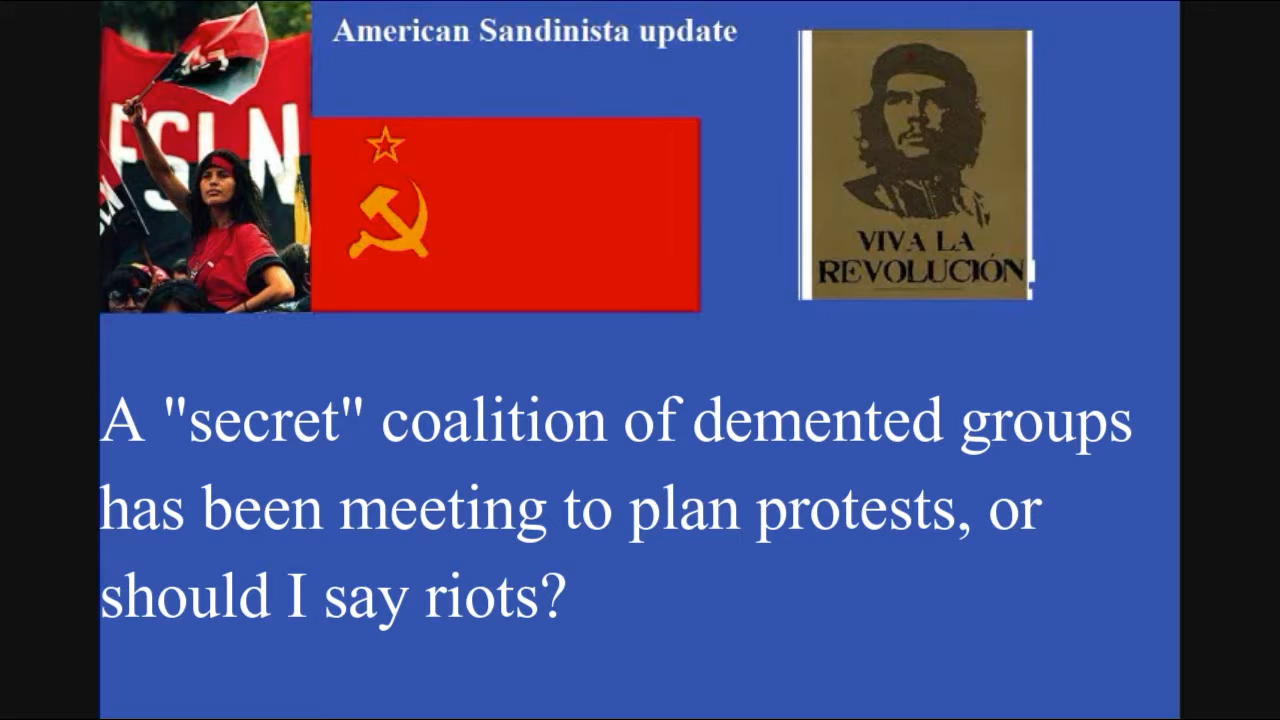 American Sandinista update
FSLN
VIVA LA
REVOLUCIÓN
A "secret" coalition of demented groups
has been meeting to plan protests, or
should I say riots?